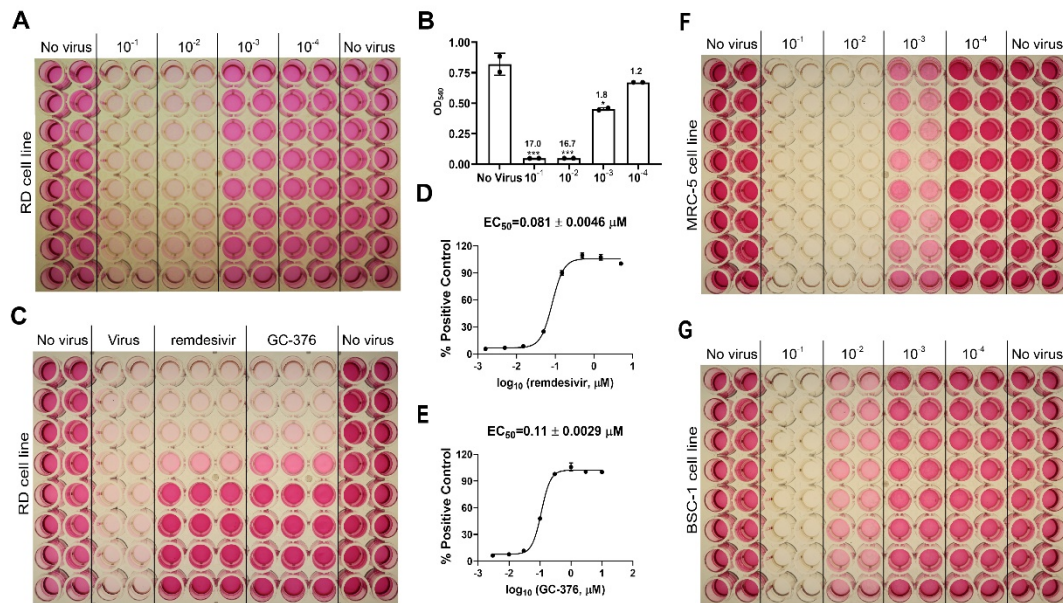 A
No virus 10⁻¹ 10⁻² 10⁻³ 10⁻⁴ No virus
RD cell line
B
1.00
0.75
0.50
0.25
0.00
OD₅₄₀
17.0
***
16.7
***
1.8
*
1.2
No Virus 10⁻¹ 10⁻² 10⁻³ 10⁻⁴
C
No virus Virus remdesivir GC-376 No virus
RD cell line
D
EC₅₀=0.081 ± 0.0046 μM
120
90
60
30
0
% Positive Control
-3 -2 -1 0 1
log₁₀ (remdesivir, μM)
E
EC₅₀=0.11 ± 0.0029 μM
120
90
60
30
0
% Positive Control
-3 -2 -1 0 1 2
log₁₀ (GC-376, μM)
F
No virus 10⁻¹ 10⁻² 10⁻³ 10⁻⁴ No virus
MRC-5 cell line
G
No virus 10⁻¹ 10⁻² 10⁻³ 10⁻⁴ No virus
BSC-1 cell line